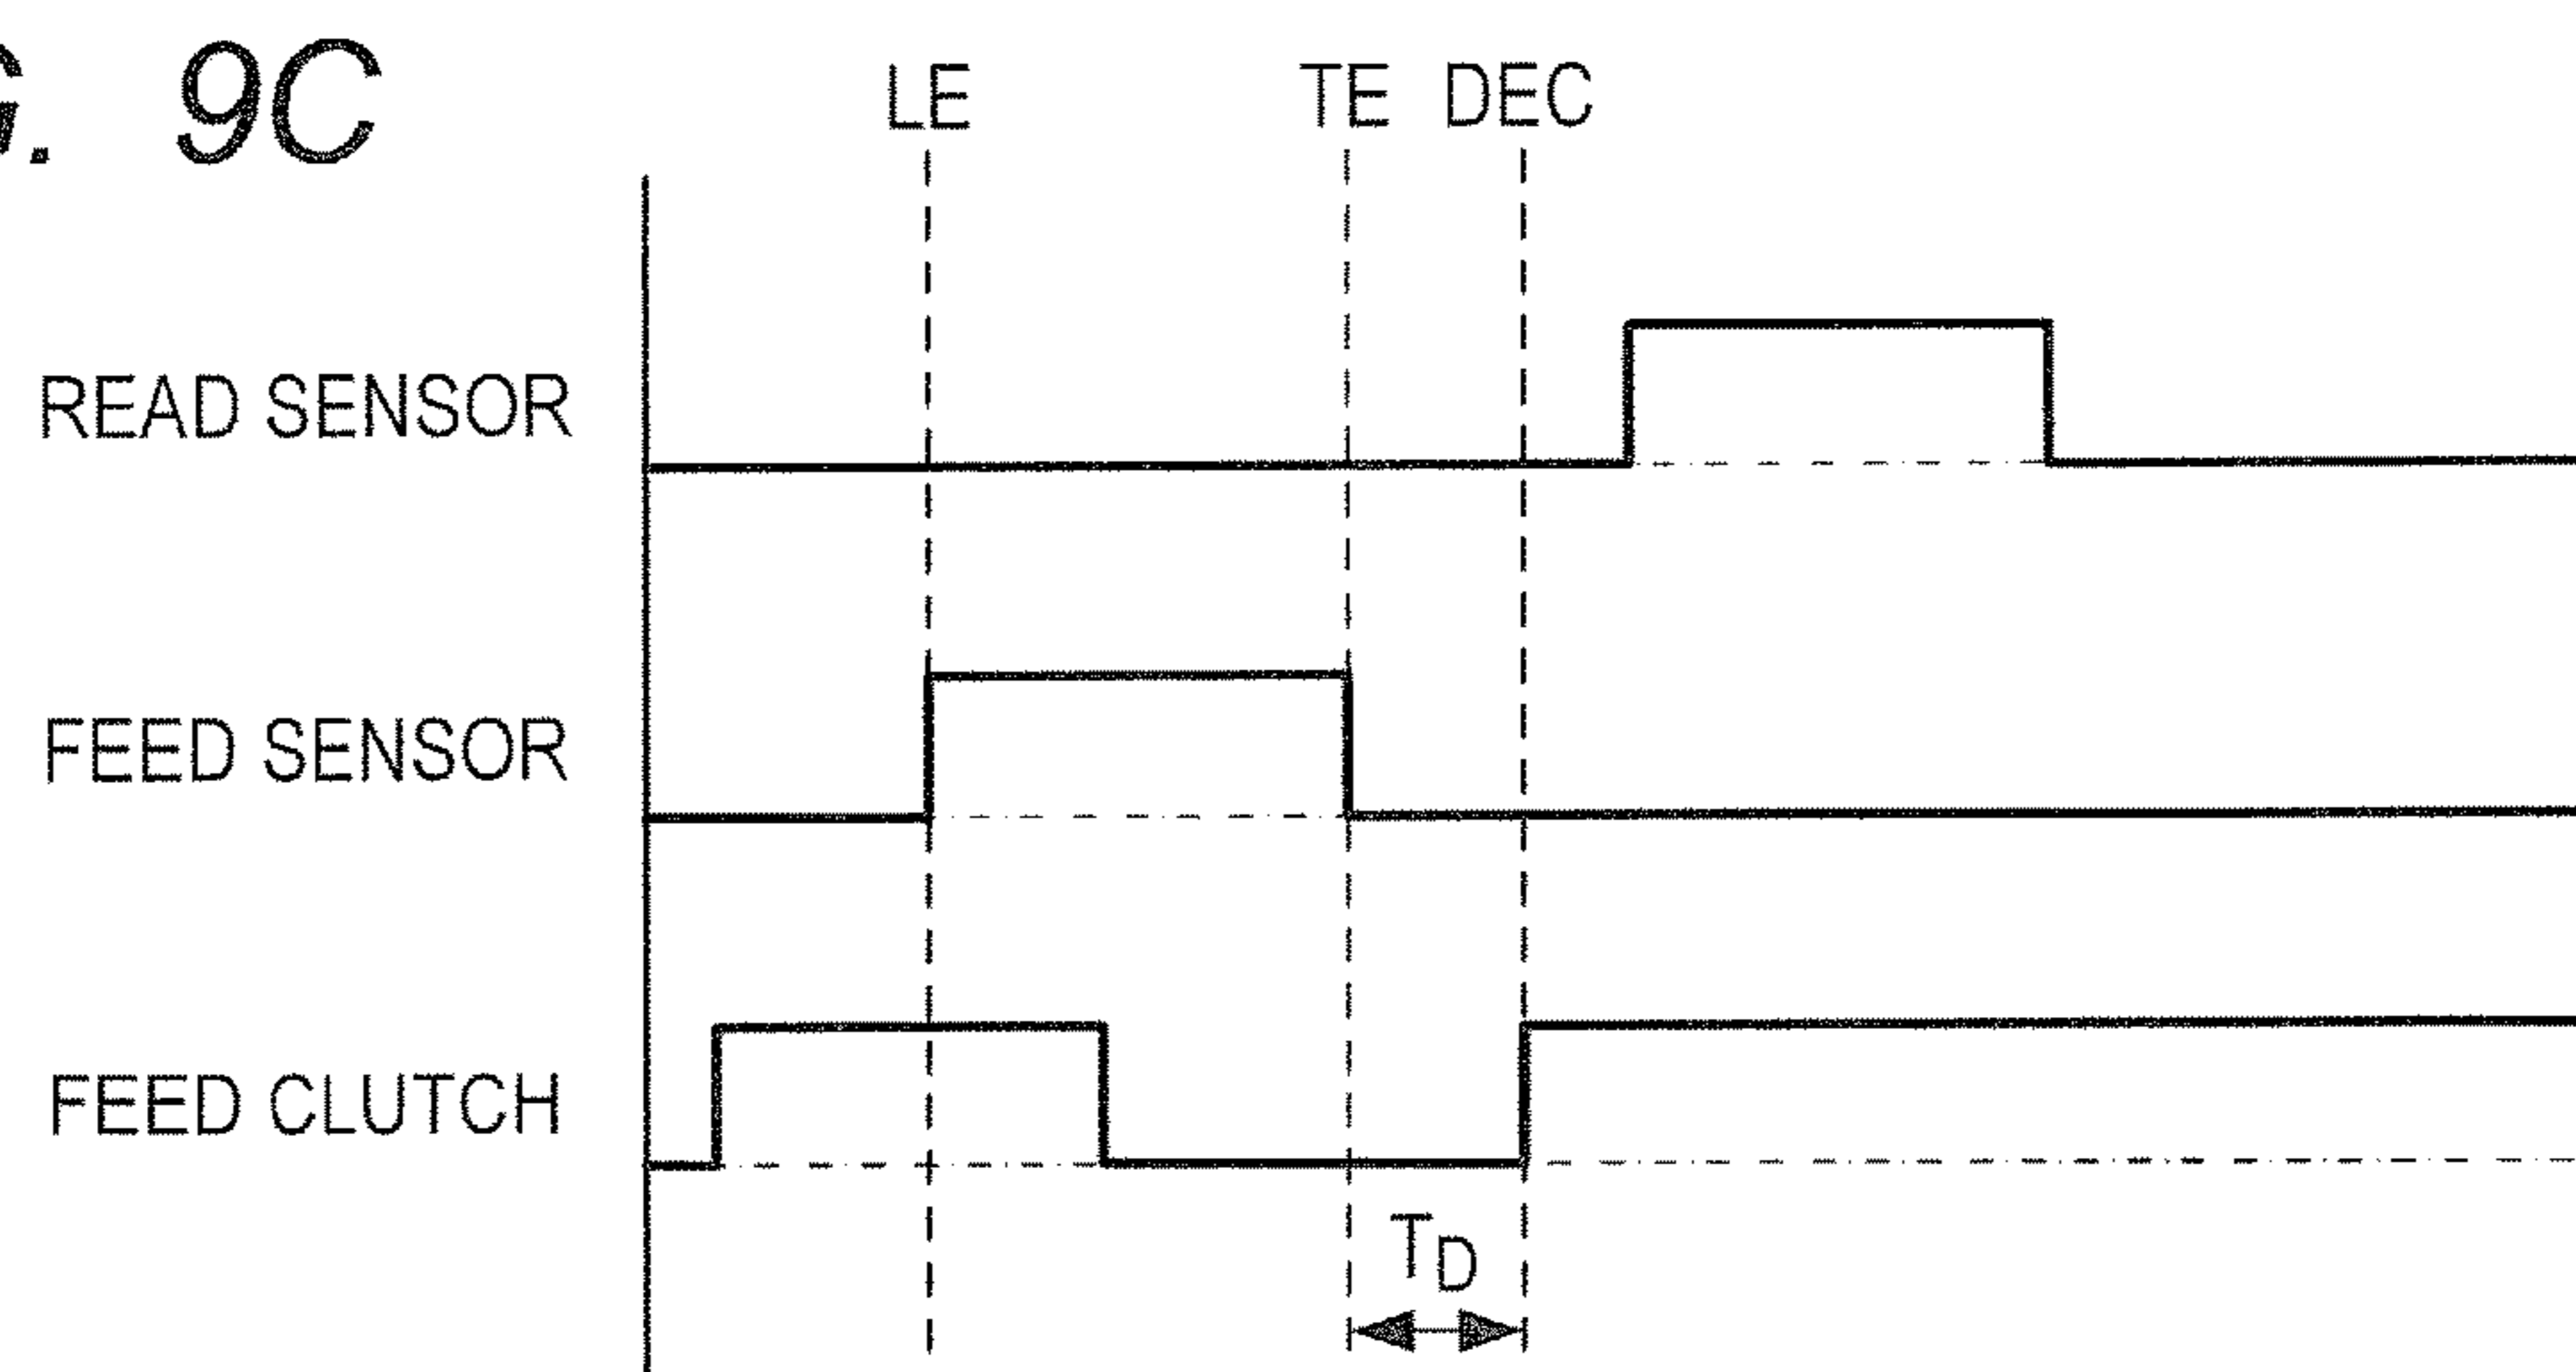 G. 9C
LE TE DEC
READ SENSOR
FEED SENSOR
FEED CLUTCH
TD